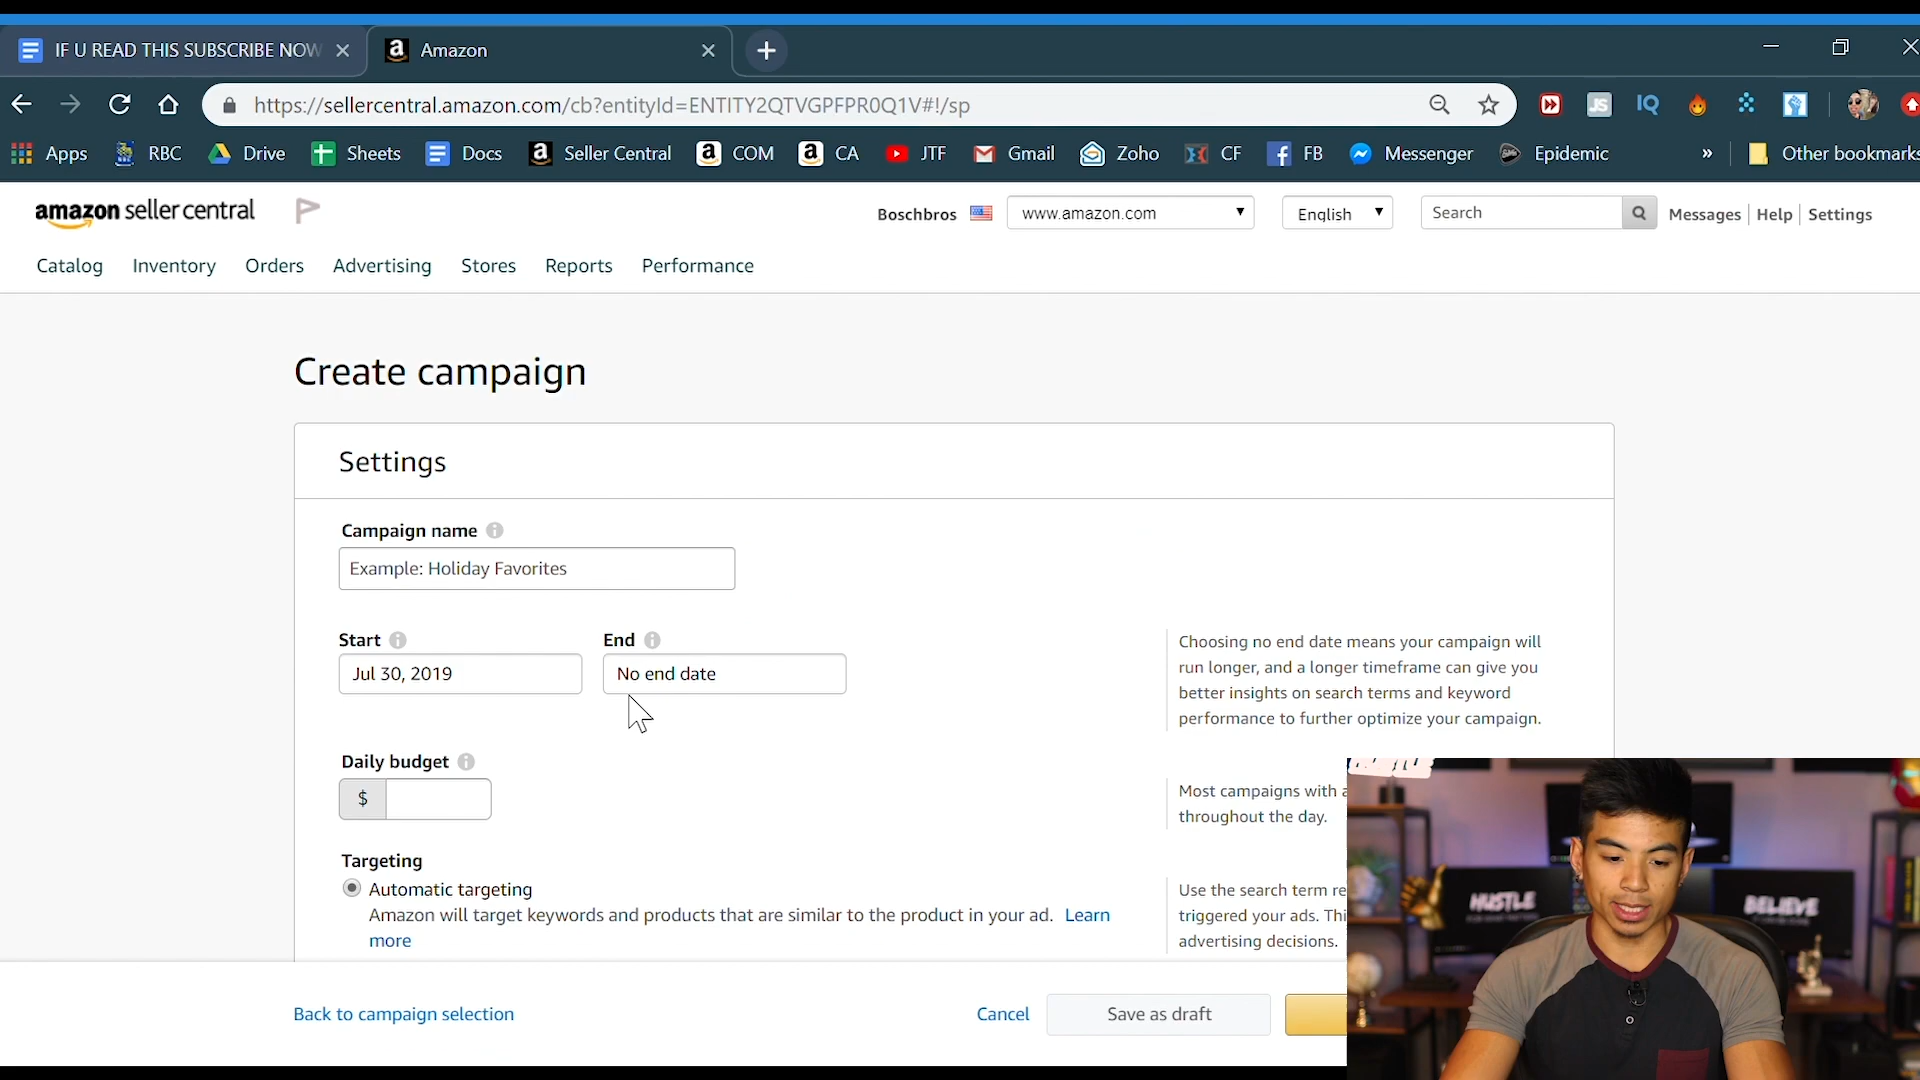 IF U READ THIS SUBSCRIBE NOW
Amazon
https://sellercentral.amazon.com/cb?entityId=ENTITY2QTVGPFPR0Q1V#!/sp
JS
IQ
Apps
RBC
Drive
Sheets
Docs
a Seller Central
a COM
a CA
JTF
Gmail
Zoho
CF
FB
Messenger
Epidemic
»
Other bookmarks
amazon seller central
Boschbros
www.amazon.com
English
Search
Messages
Help
Settings
Catalog
Inventory
Orders
Advertising
Stores
Reports
Performance
Create campaign
Settings
Campaign name
Example: Holiday Favorites
Start
End
Jul 30, 2019
No end date
Choosing no end date means your campaign will
run longer, and a longer timeframe can give you
better insights on search terms and keyword
performance to further optimize your campaign.
Daily budget
$
Most campaigns with
throughout the day.
Targeting
Automatic targeting
Amazon will target keywords and products that are similar to the product in your ad. Learn
more
Use the search term re
triggered your ads. Thi
advertising decisions.
Back to campaign selection
Cancel
Save as draft
HUSTLE
BELIEVE